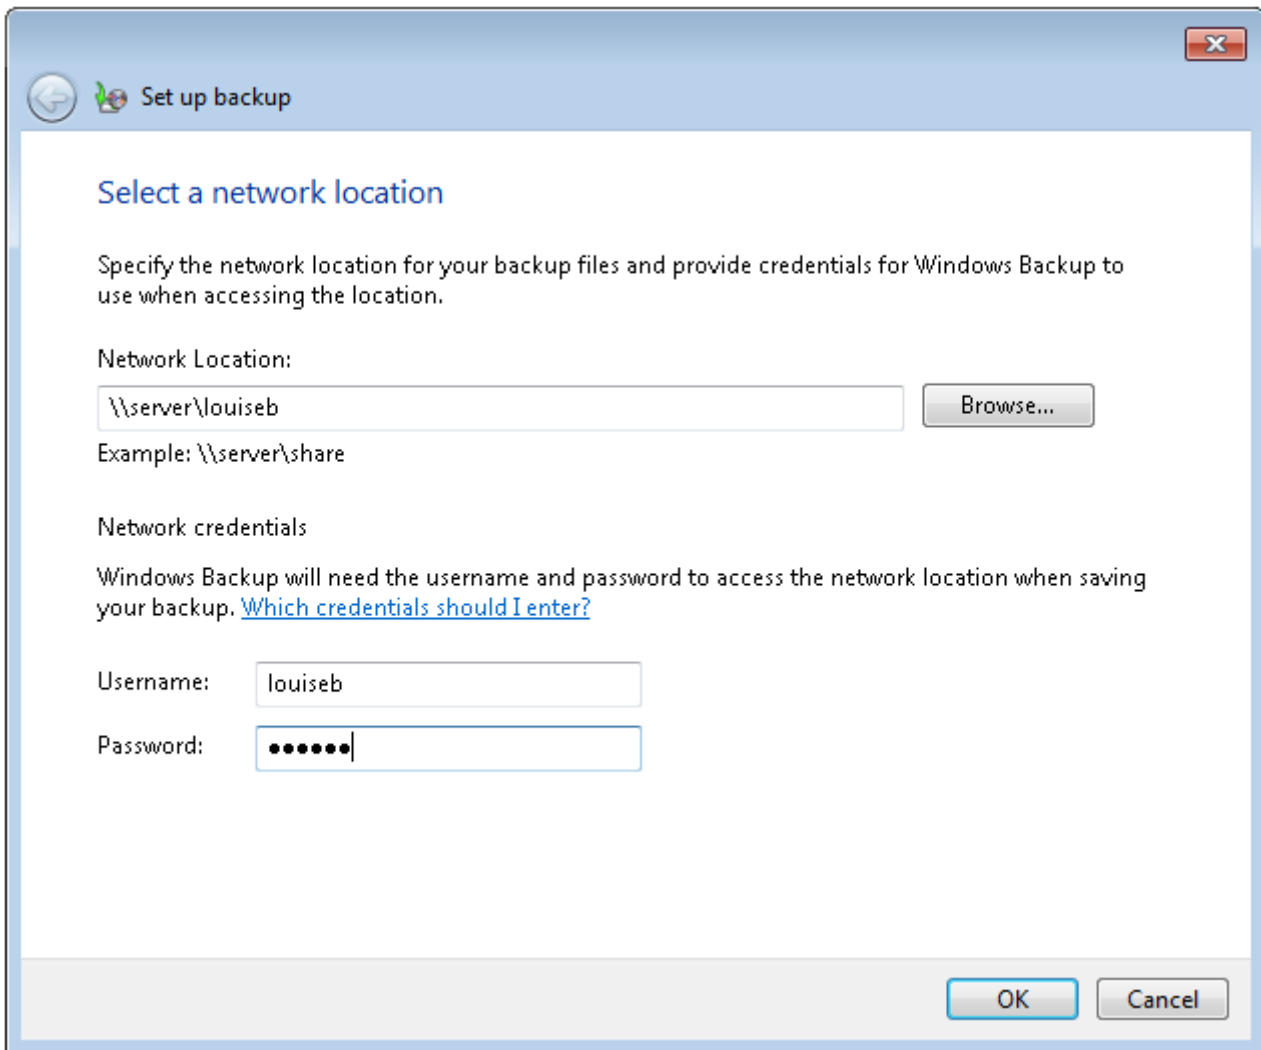 Set up backup
Select a network location
Specify the network location for your backup files and provide credentials for Windows Backup to
use when accessing the location.
Network Location:
\\server\louiseb
Browse...
Example: \\server\share
Network credentials
Windows Backup will need the username and password to access the network location when saving
your backup. Which credentials should I enter?
Username: louiseb
Password: ●●●●●●
OK Cancel